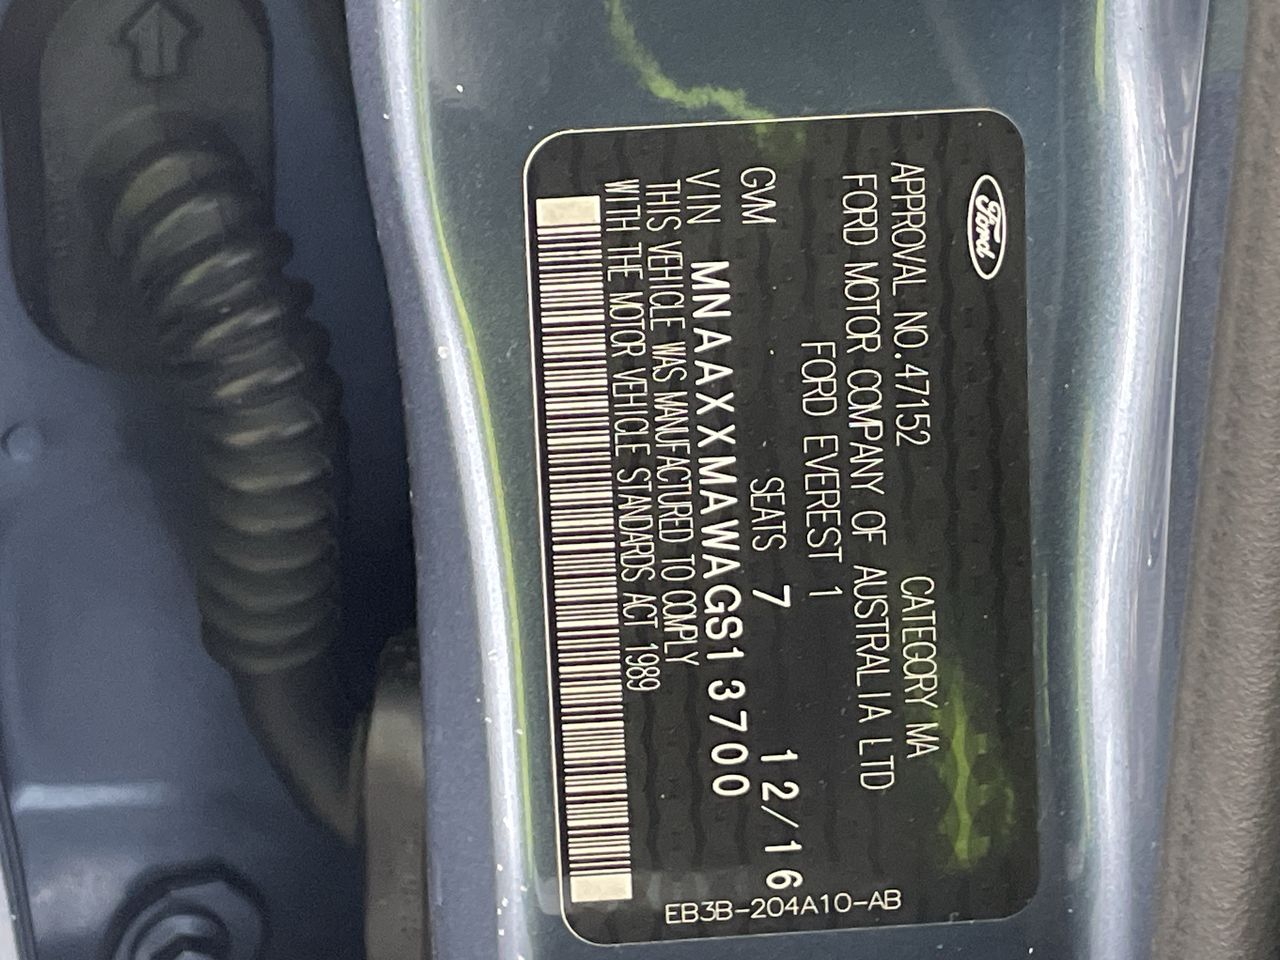 Ford
APPROVAL NO.47152 CATEGORY MA
FORD MOTOR COMPANY OF AUSTRALIA LTD
FORD EVEREST 1
GVM SEATS 7 12/16
VIN MNAAXXMAWAGS13700
THIS VEHICLE WAS MANUFACTURED TO COMPLY
WITH THE MOTOR VEHICLE STANDARDS ACT 1989
EB3B-204A10-AB